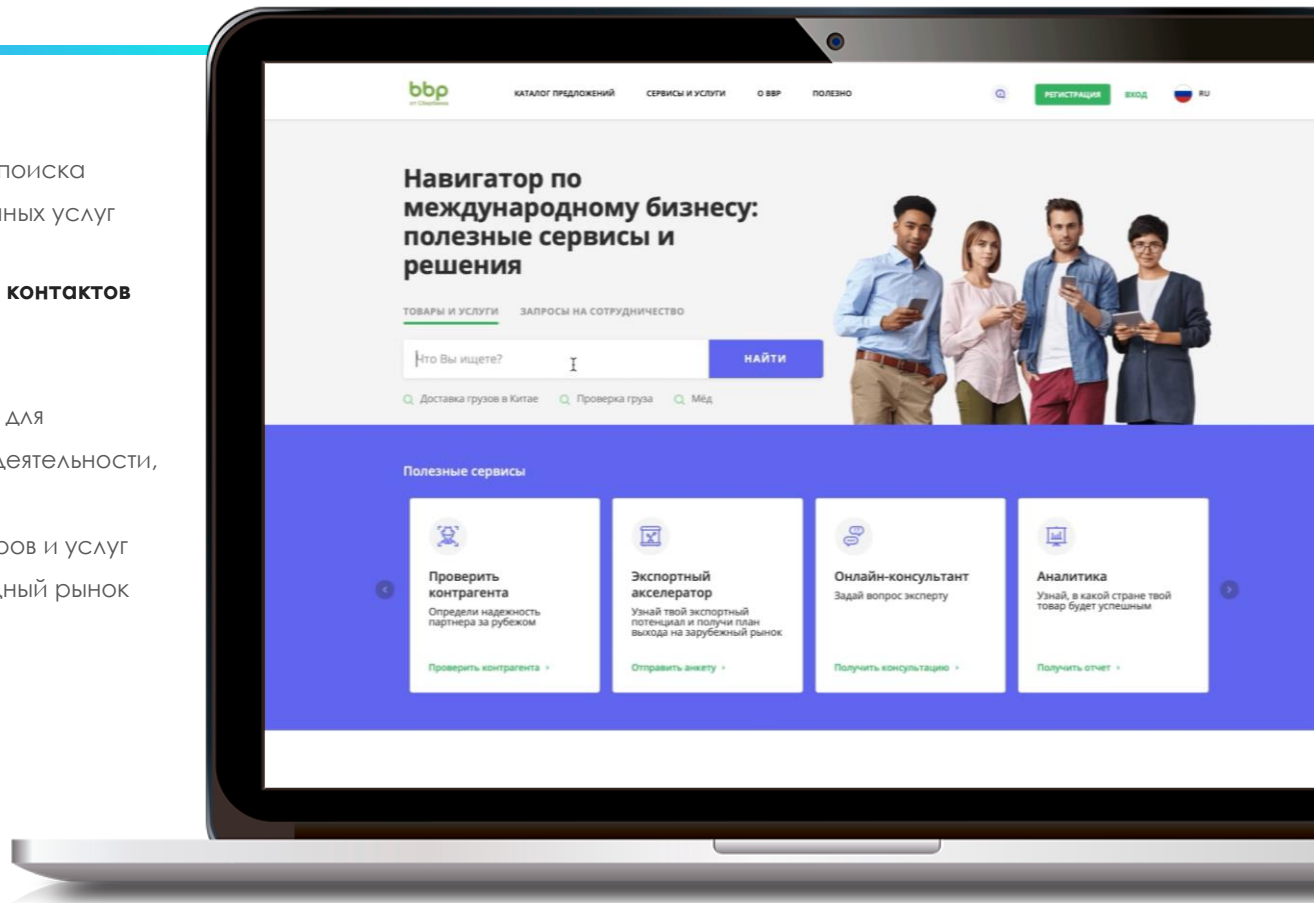 поиска
ных услуг
контактов
для
деятельности,
ров и услуг
дный рынок
bbp
от Сбербанка
КАТАЛОГ ПРЕДЛОЖЕНИЙ
СЕРВИСЫ И УСЛУГИ
О BBP
ПОЛЕЗНО
РЕГИСТРАЦИЯ
ВХОД
RU
Навигатор по
международному бизнесу:
полезные сервисы и
решения
ТОВАРЫ И УСЛУГИ
ЗАПРОСЫ НА СОТРУДНИЧЕСТВО
Что Вы ищете?
НАЙТИ
Доставка грузов в Китае
Проверка груза
Мёд
Полезные сервисы
Проверить
контрагента
Определи надежность
партнера за рубежом
Проверить контрагента
Экспортный
акселератор
Узнай твой экспортный
потенциал и получи план
выхода на зарубежный рынок
Отправить анкету
Онлайн-консультант
Задай вопрос эксперту
Получить консультацию
Аналитика
Узнай, в какой стране твой
товар будет успешным
Получить отчет